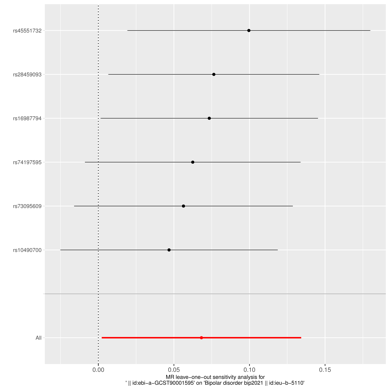 rs45551732
rs28459093
rs16987794
rs74197595
rs73095609
rs10490700
All
0.00 0.05 0.10 0.15
MR leave-one-out sensitivity analysis for
' || id:ebi-a-GCST90001595' on 'Bipolar disorder bip2021 || id:ieu-b-5110'